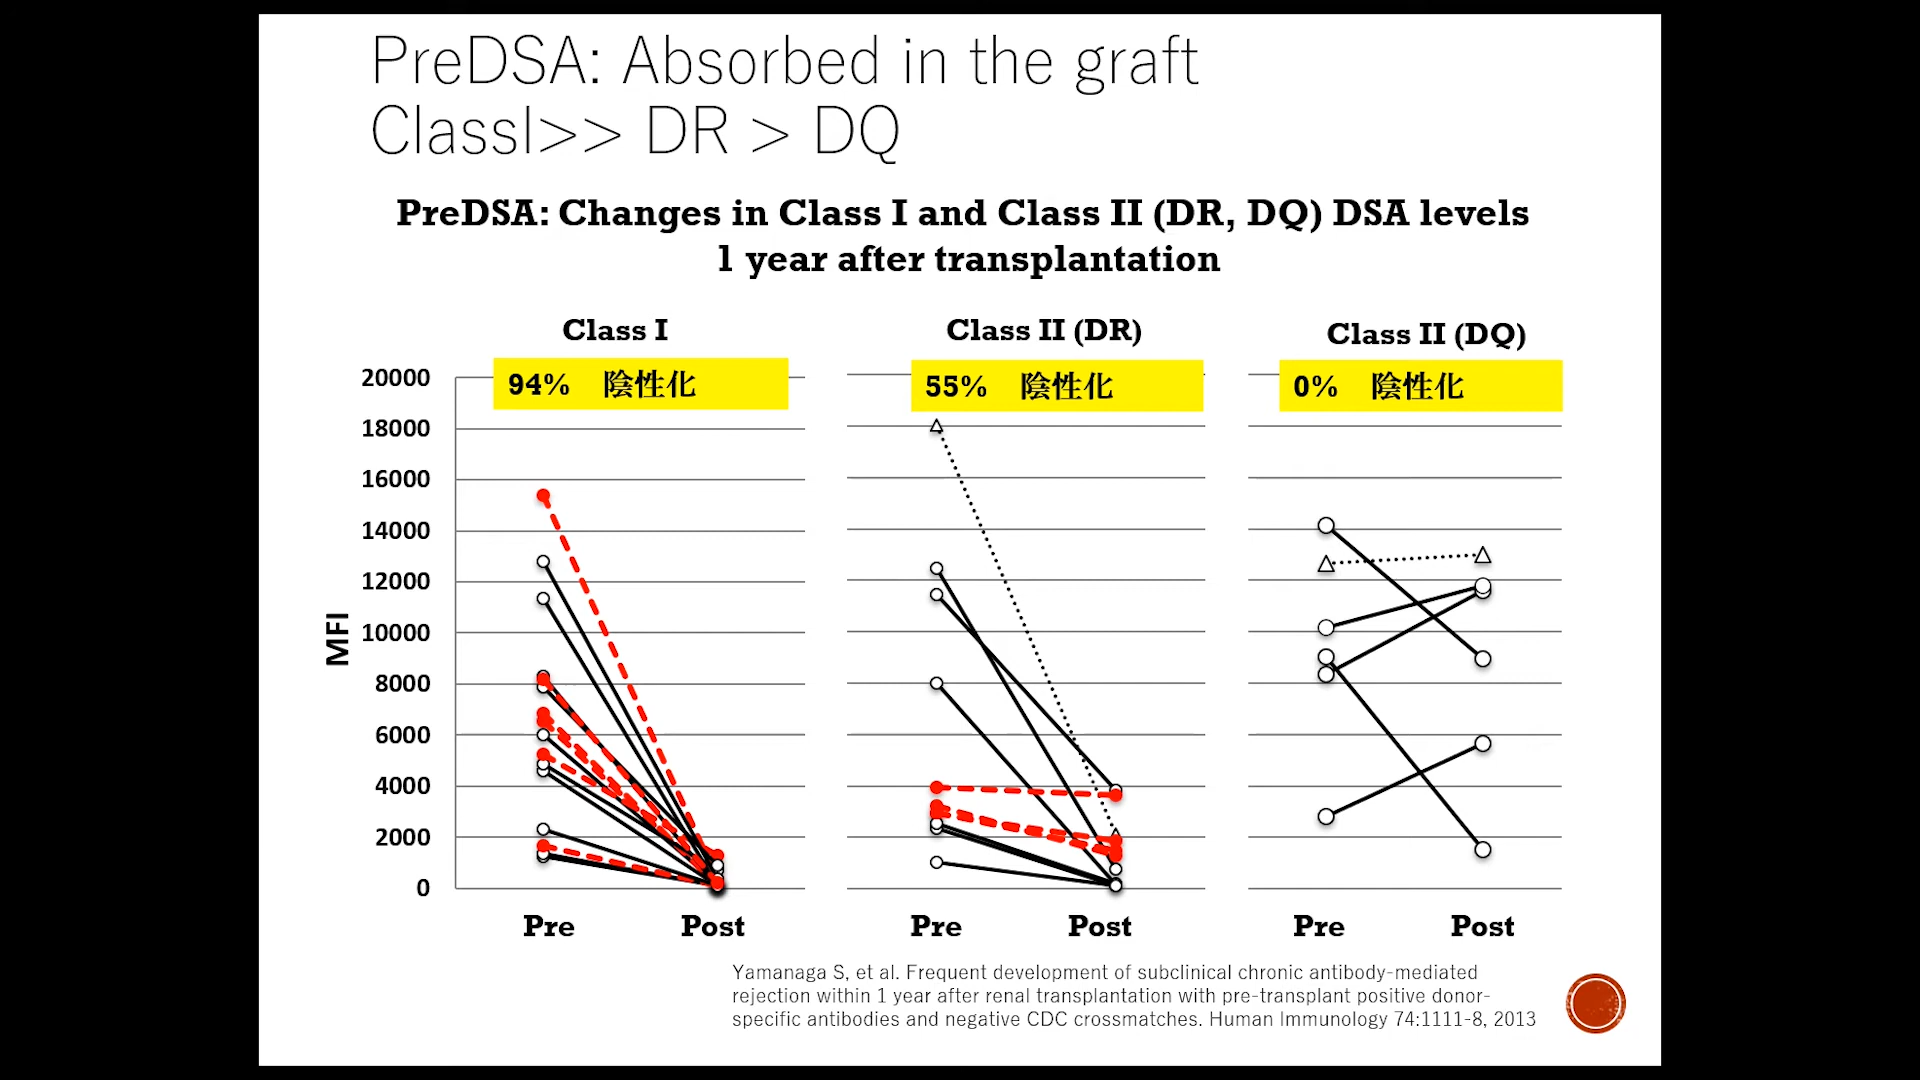 PreDSA: Absorbed in the graft
ClassI>> DR > DQ
PreDSA: Changes in Class I and Class II (DR, DQ) DSA levels
1 year after transplantation
Class I
Class II (DR)
Class II (DQ)
94% 陰性化
55% 陰性化
0% 陰性化
MFI
20000
18000
16000
14000
12000
10000
8000
6000
4000
2000
0
Pre Post
Pre Post
Pre Post
Yamanaga S, et al. Frequent development of subclinical chronic antibody-mediated
rejection within 1 year after renal transplantation with pre-transplant positive donor-
specific antibodies and negative CDC crossmatches. Human Immunology 74:1111-8, 2013